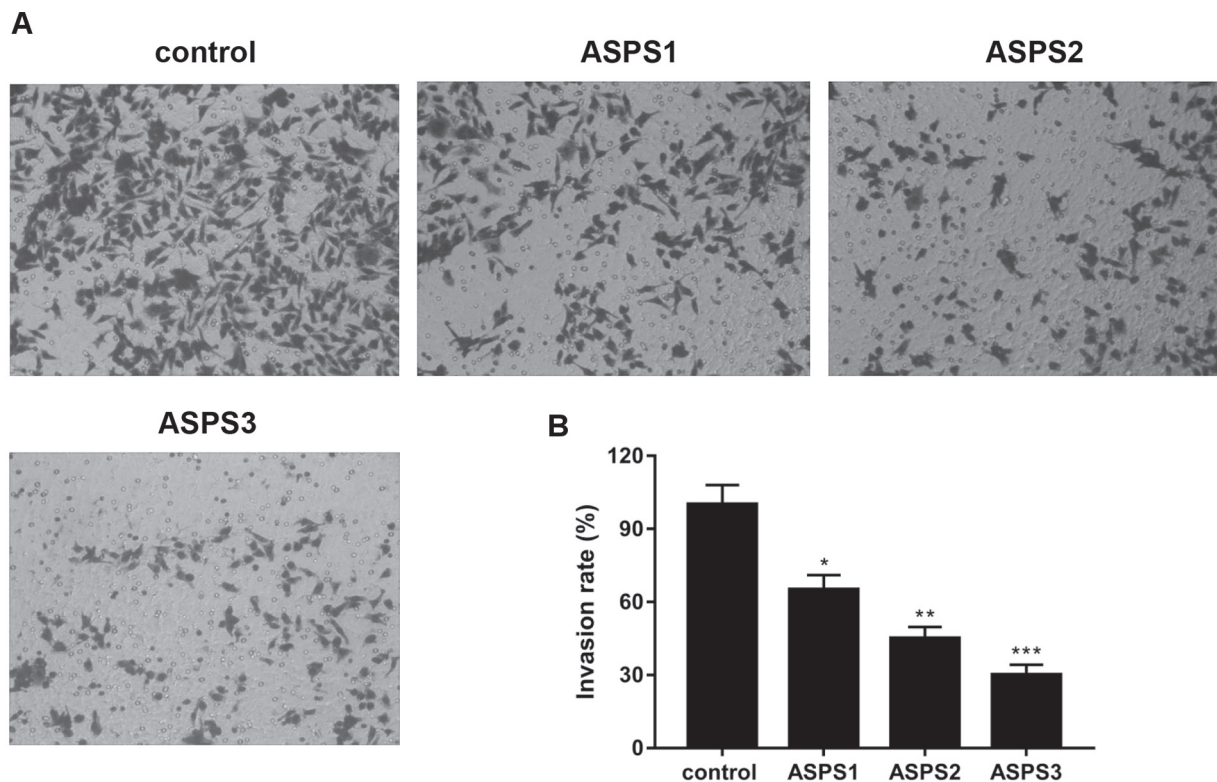 A
control
ASPS1
ASPS2
ASPS3
B
Invasion rate (%)
120
90
60
30
0
*
**
***
control
ASPS1
ASPS2
ASPS3